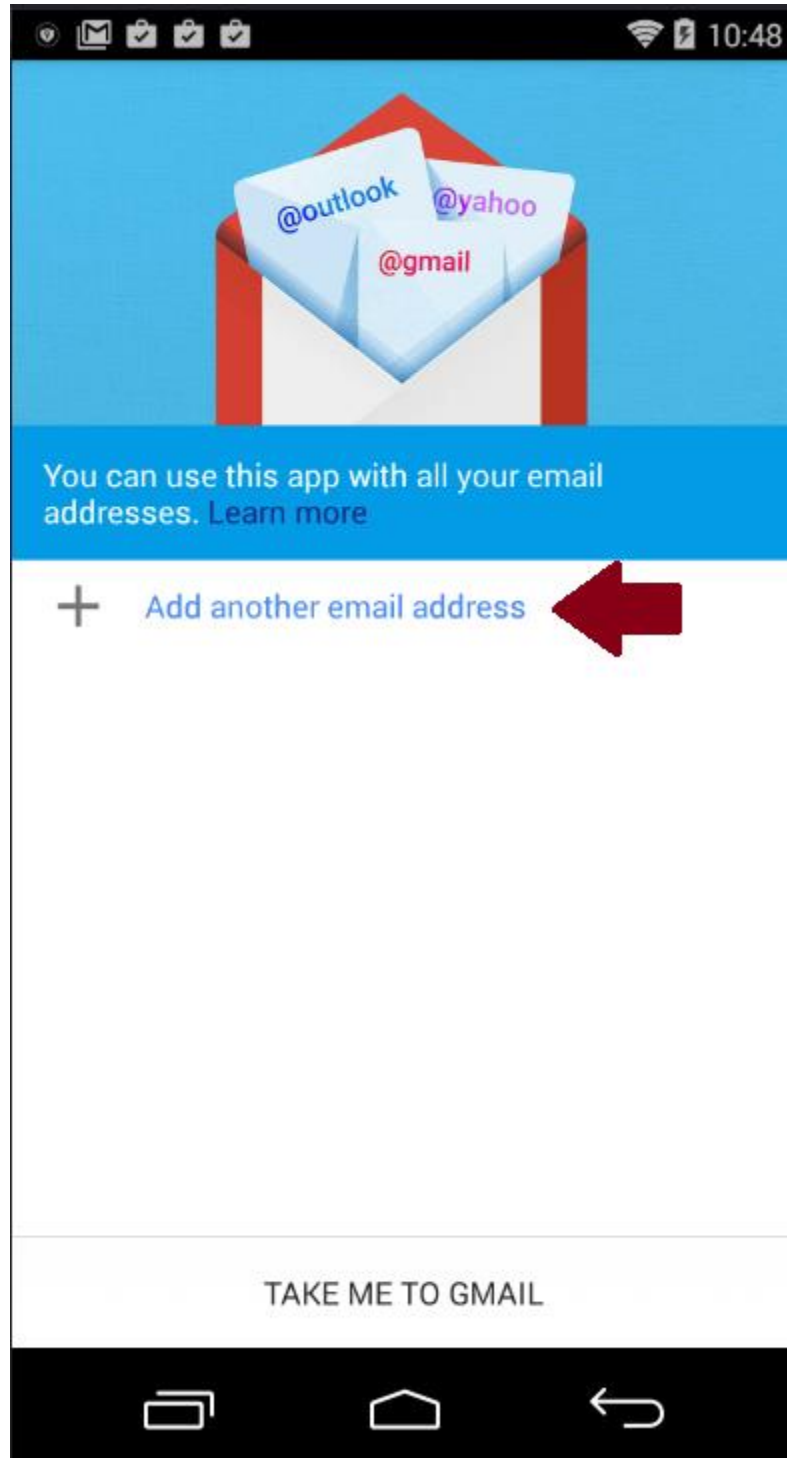 10:48
@outlook
@yahoo
@gmail
You can use this app with all your email
addresses. Learn more
Add another email address
TAKE ME TO GMAIL